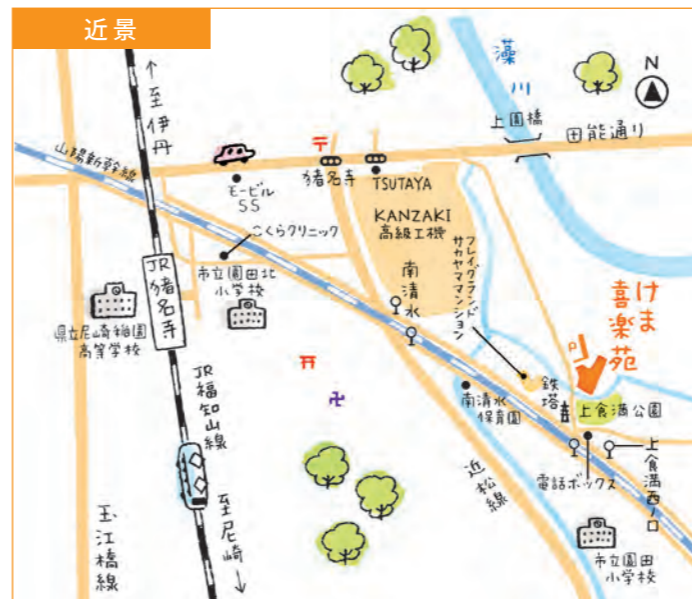 近景
↑至伊丹
藻川
N
上園橋
田能通り
山陽新幹線
〒
猪名寺
モービル
SS
TSUTAYA
KANZAKI
高級工機
こくらクリニック
フレイグランド
サカヤママンション
JR猪名寺
市立園田北
小学校
南清水
県立尼崎稲園
高等学校
けま
喜楽苑
P
JR福知山線
卍
鉄塔
上食満公園
南清水
保育園
近松線
電話ボックス
上食満西ノ口
玉江橋線
至尼崎↓
市立園田
小学校